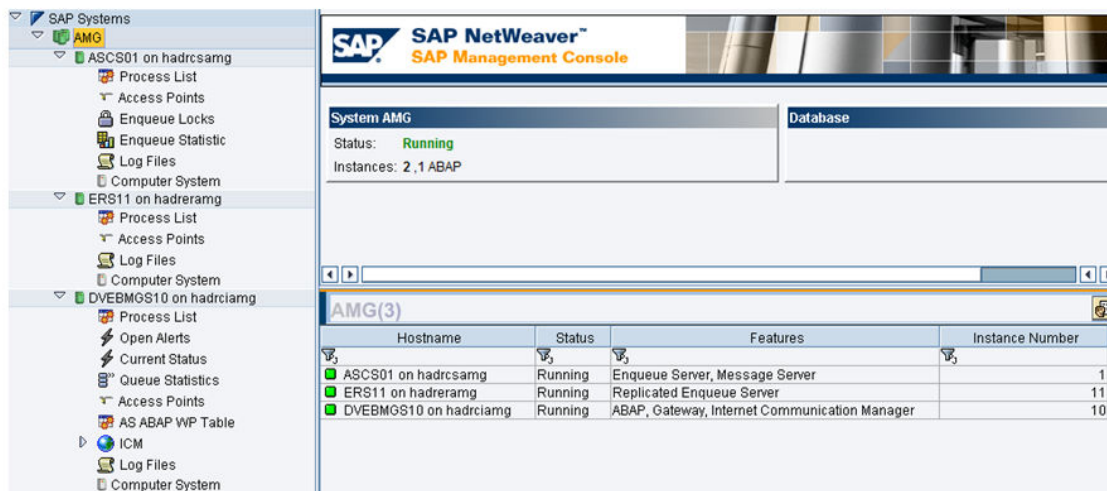 SAP Systems
AMG
ASCS01 on hadrcsamg
Process List
Access Points
Enqueue Locks
Enqueue Statistic
Log Files
Computer System
ERS11 on hadreramg
Process List
Access Points
Log Files
Computer System
DVEBMGS10 on hadrciamg
Process List
Open Alerts
Current Status
Queue Statistics
Access Points
AS ABAP WP Table
ICM
Log Files
Computer System
SAP SAP NetWeaver™
SAP Management Console
System AMG
Status: Running
Instances: 2 ,1 ABAP
Database
AMG(3)
Hostname Status Features Instance Number
ASCS01 on hadrcsamg Running Enqueue Server, Message Server 1
ERS11 on hadreramg Running Replicated Enqueue Server 11
DVEBMGS10 on hadrciamg Running ABAP, Gateway, Internet Communication Manager 10